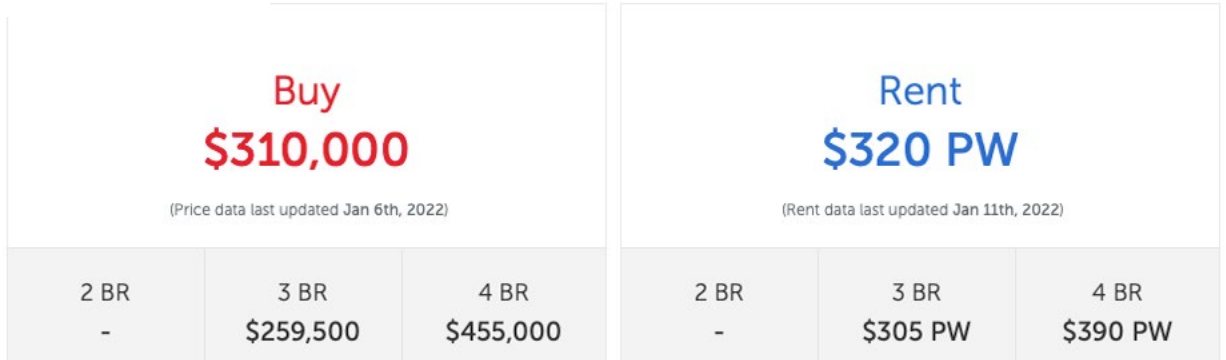 Buy
$310,000
(Price data last updated Jan 6th, 2022)
2 BR
3 BR
4 BR
-
$259,500
$455,000
Rent
$320 PW
(Rent data last updated Jan 11th, 2022)
2 BR
3 BR
4 BR
-
$305 PW
$390 PW